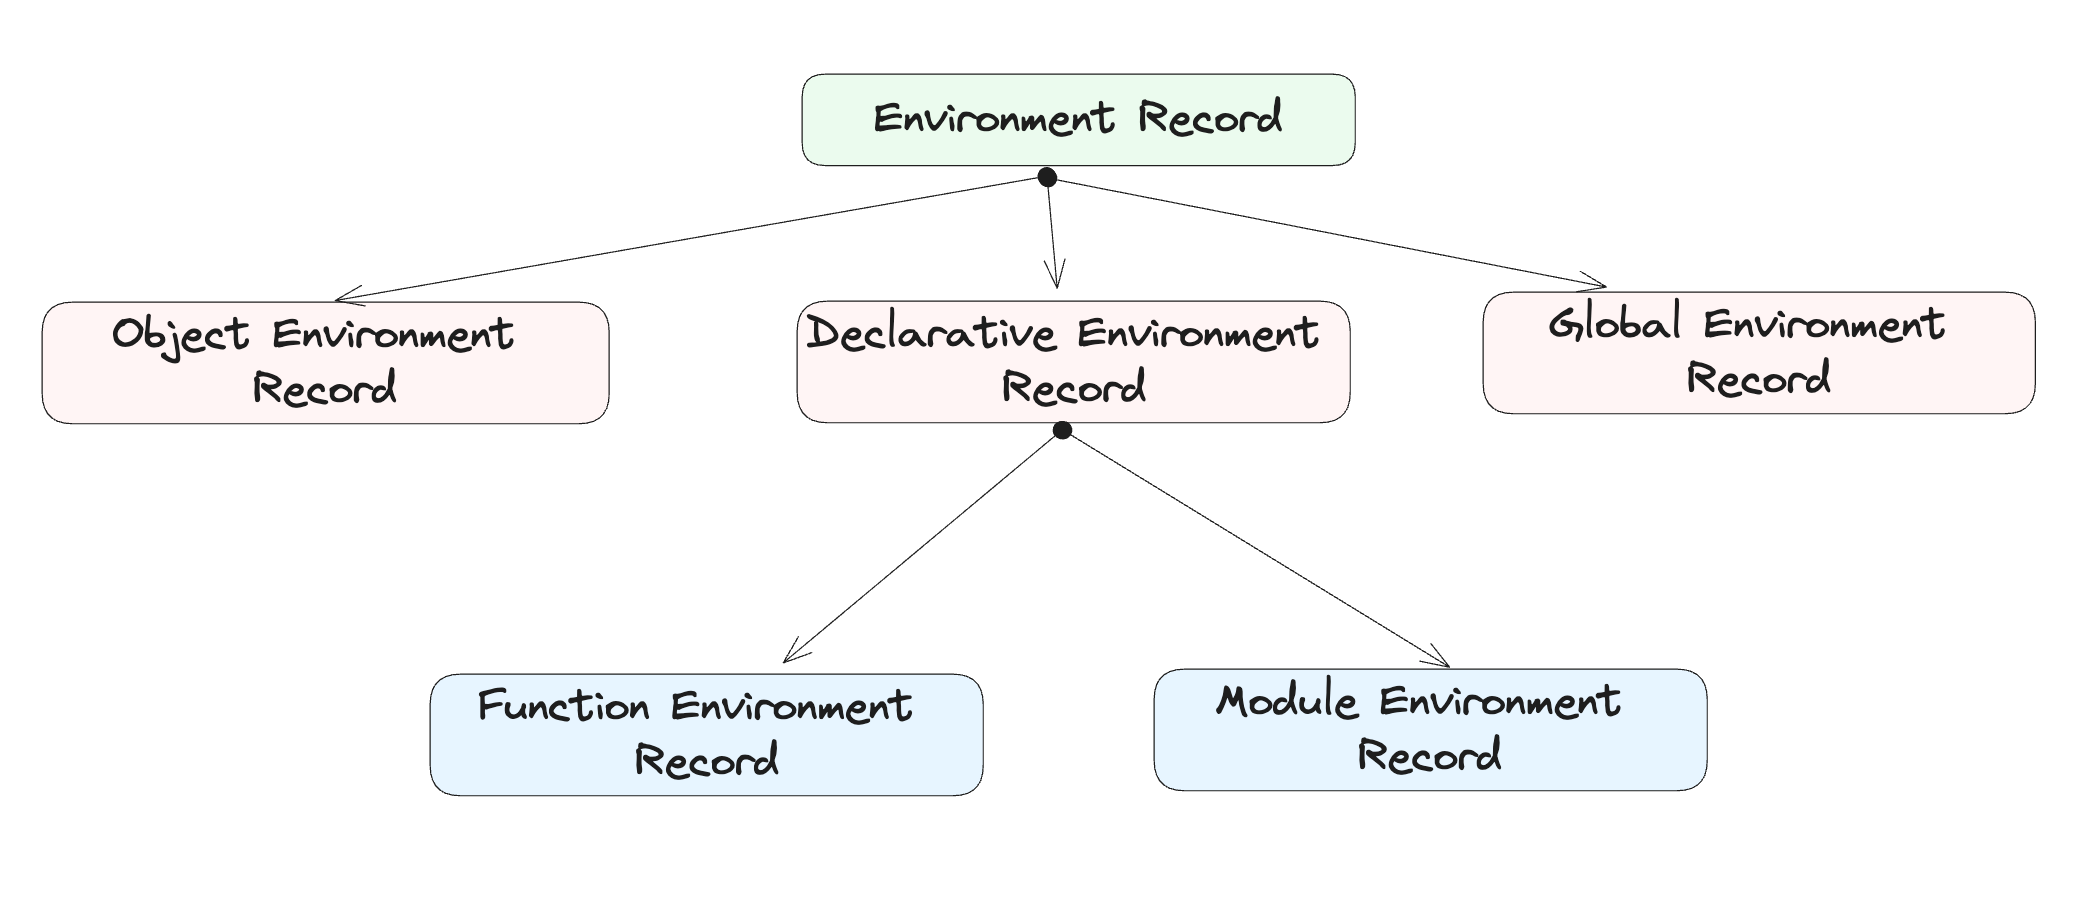 Environment Record
Object Environment
Record
Declarative Environment
Record
Global Environment
Record
Function Environment
Record
Module Environment
Record